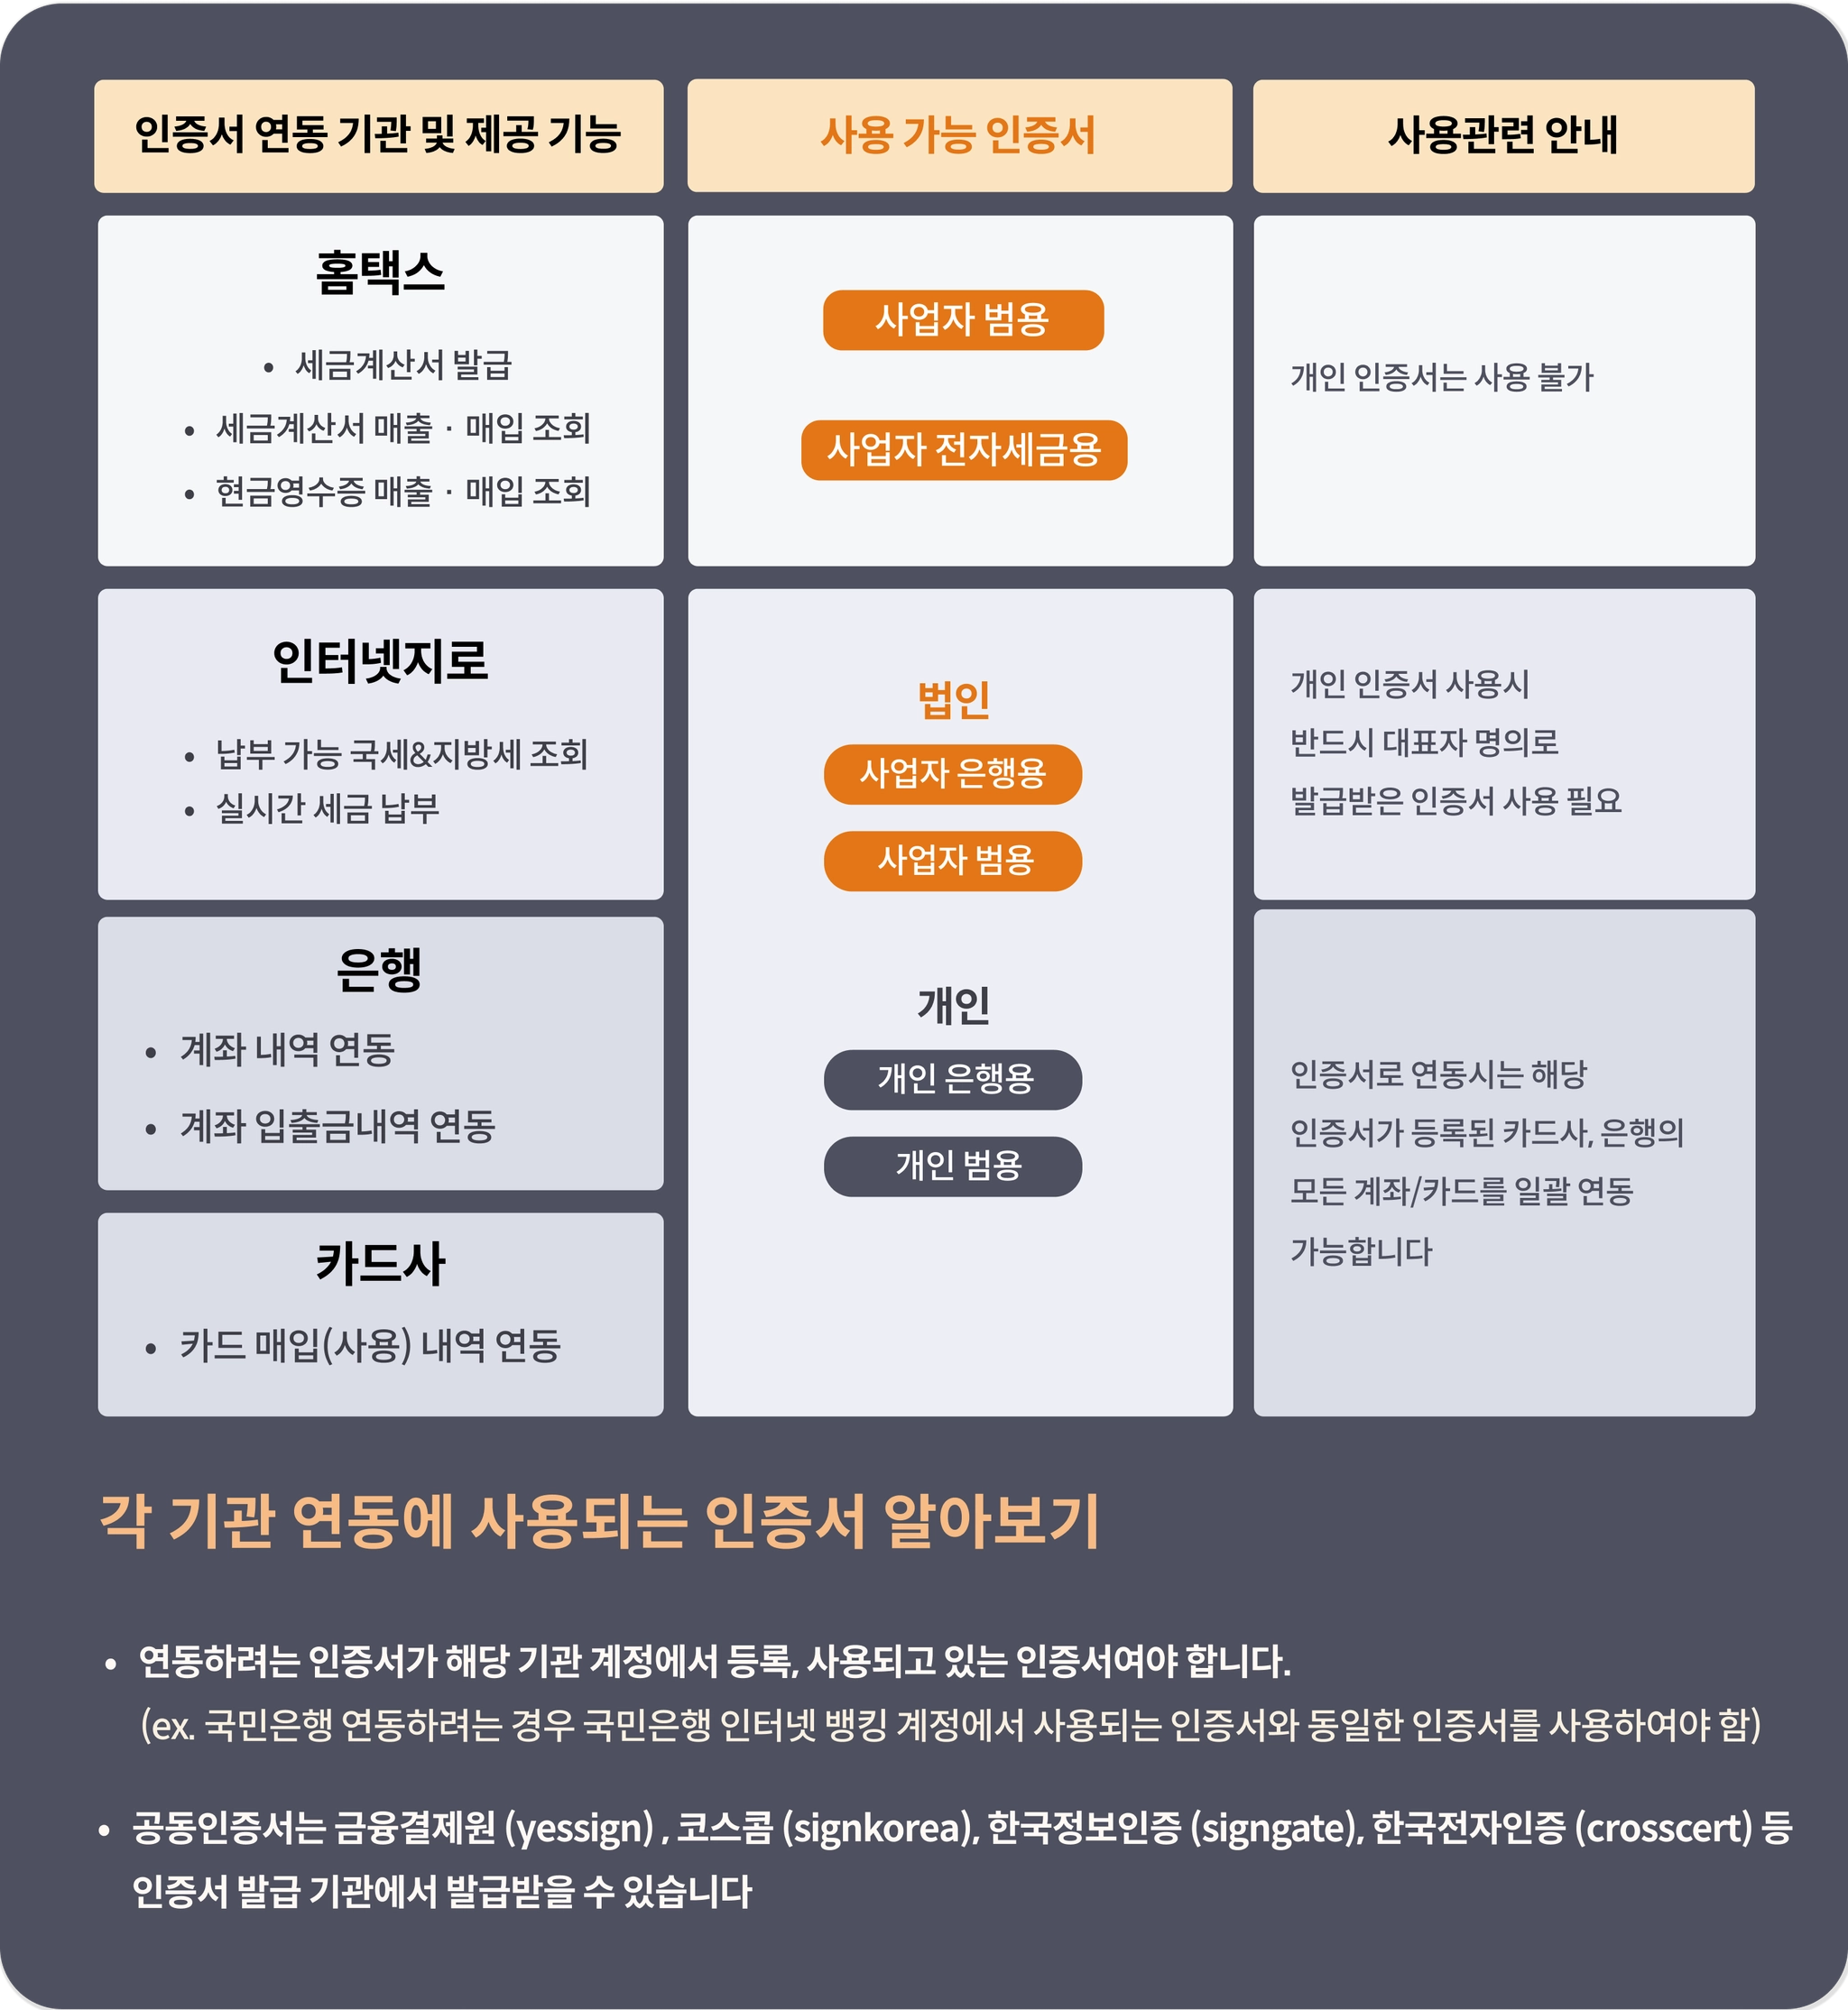 인증서 연동 기관 및 제공 기능
사용 가능 인증서
사용관련 안내
홈택스
• 세금계산서 발급
• 세금계산서 매출 · 매입 조회
• 현금영수증 매출 · 매입 조회
사업자 범용
사업자 전자세금용
개인 인증서는 사용 불가
인터넷지로
• 납부 가능 국세&지방세 조회
• 실시간 세금 납부
은행
• 계좌 내역 연동
• 계좌 입출금내역 연동
카드사
• 카드 매입(사용) 내역 연동
법인
사업자 은행용
사업자 범용
개인
개인 은행용
개인 범용
개인 인증서 사용시
반드시 대표자 명의로
발급받은 인증서 사용 필요
인증서로 연동시는 해당
인증서가 등록된 카드사, 은행의
모든 계좌/카드를 일괄 연동
가능합니다
각 기관 연동에 사용되는 인증서 알아보기
• 연동하려는 인증서가 해당 기관 계정에서 등록, 사용되고 있는 인증서여야합니다.
(ex. 국민은행 연동하려는 경우 국민은행 인터넷 뱅킹 계정에서 사용되는 인증서와 동일한 인증서를 사용하여야 함)
• 공동인증서는 금융결제원 (yessign) , 코스콤 (signkorea), 한국정보인증 (signgate), 한국전자인증 (crosscert) 등
인증서 발급 기관에서 발급받을 수 있습니다